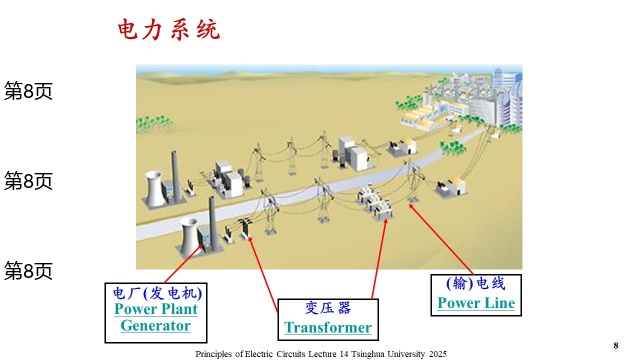 电力系统
第8页
第8页
第8页
电厂(发电机)
Power Plant
Generator
变压器
Transformer
(输)电线
Power Line
Principles of Electric Circuits Lecture 14 Tsinghua University 2025
8